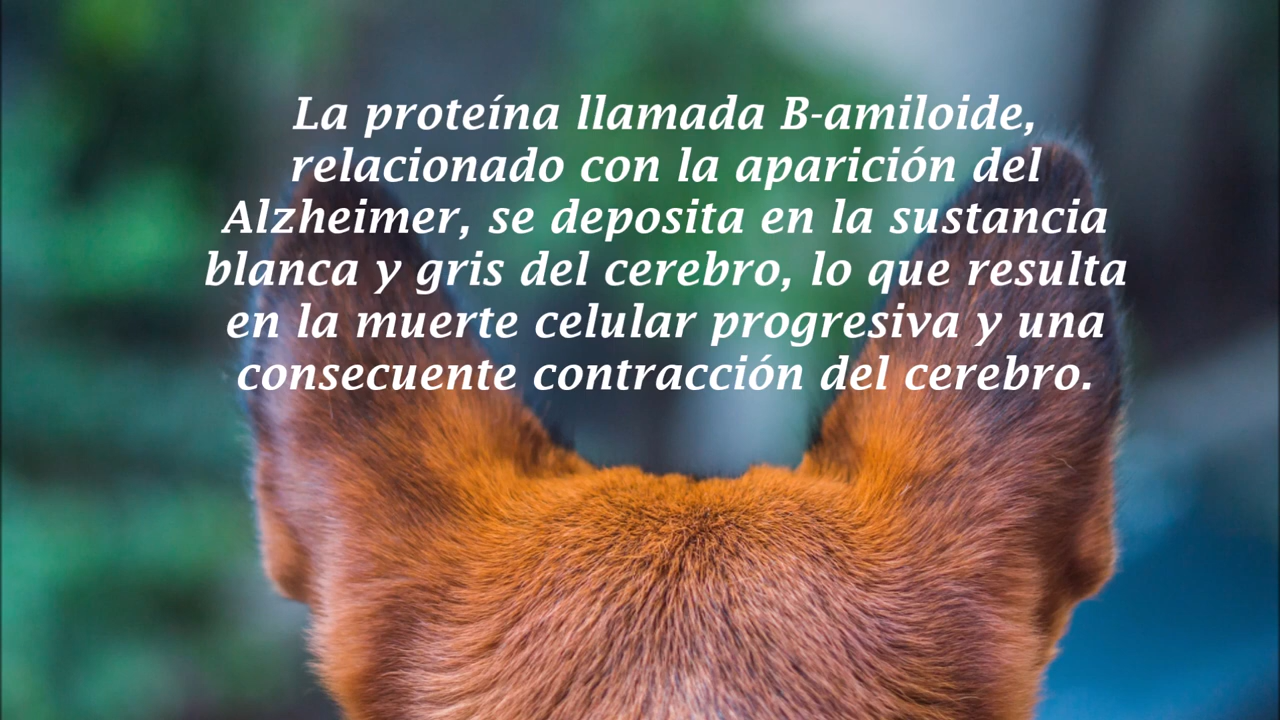 La proteína llamada B-amiloide,
relacionado con la aparición del
Alzheimer, se deposita en la sustancia
blanca y gris del cerebro, lo que resulta
en la muerte celular progresiva y una
consecuente contracción del cerebro.